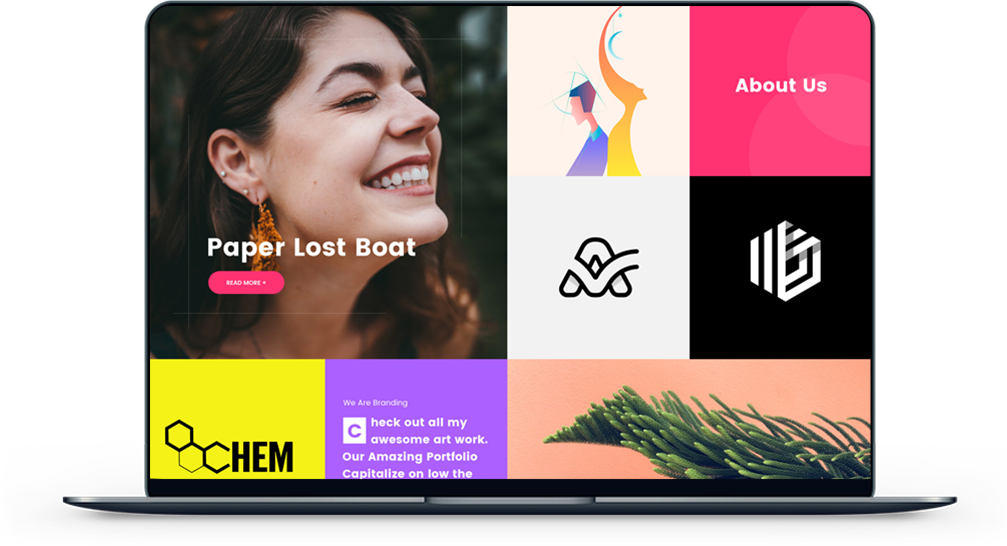 About Us
Paper Lost Boat
READ MORE +
CHEM
We Are Branding
Check out all my
awesome art work.
Our Amazing Portfolio
Capitalize on low the